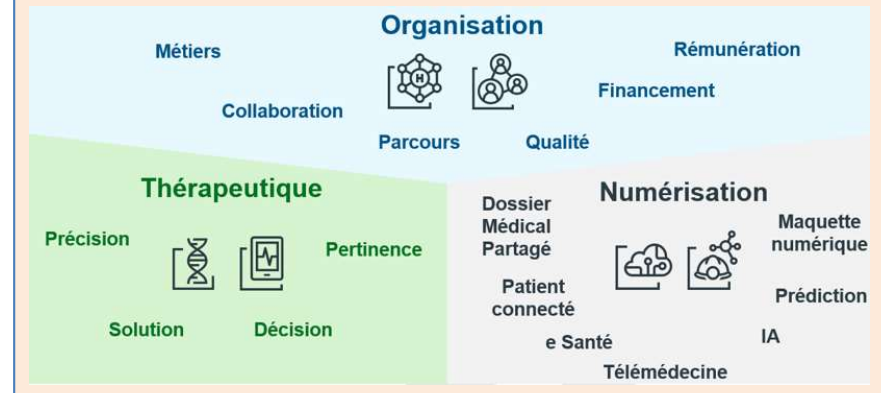 Organisation
Métiers
Rémunération
Financement
Collaboration
Parcours
Qualité
H
Thérapeutique
Précision
Pertinence
Solution
Décision
Numérisation
Dossier
Médical
Partagé
Maquette
numérique
Patient
connecté
Prédiction
e Santé
IA
Télémédecine